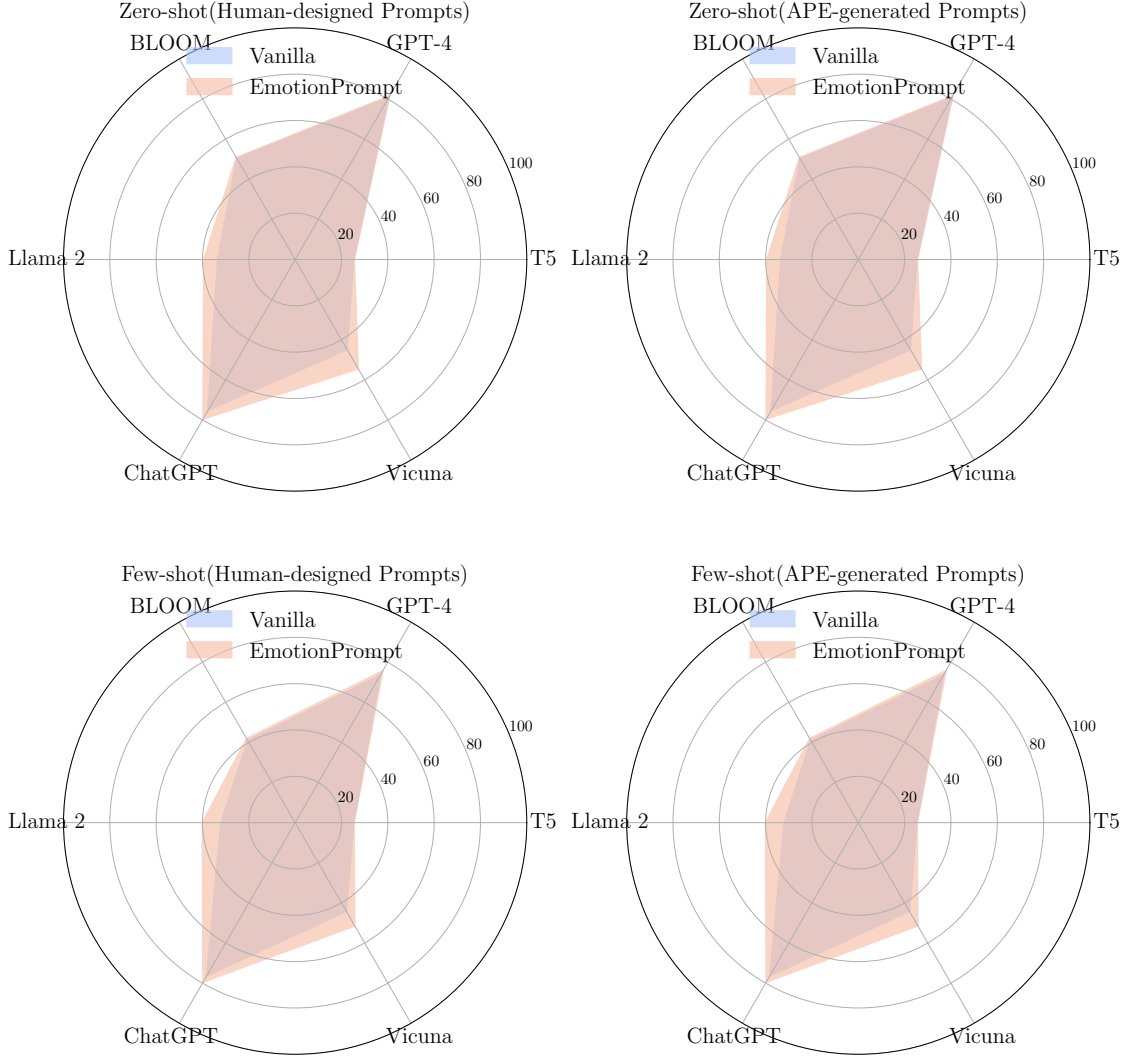 Zero-shot(Human-designed Prompts)
BLOOM
GPT-4
Vanilla
EmotionPrompt
100
80
60
40
20
Llama 2
T5
ChatGPT
Vicuna
Zero-shot(APE-generated Prompts)
BLOOM
GPT-4
Vanilla
EmotionPrompt
100
80
60
40
20
Llama 2
T5
ChatGPT
Vicuna
Few-shot(Human-designed Prompts)
BLOOM
GPT-4
Vanilla
EmotionPrompt
100
80
60
40
20
Llama 2
T5
ChatGPT
Vicuna
Few-shot(APE-generated Prompts)
BLOOM
GPT-4
Vanilla
EmotionPrompt
100
80
60
40
20
Llama 2
T5
ChatGPT
Vicuna